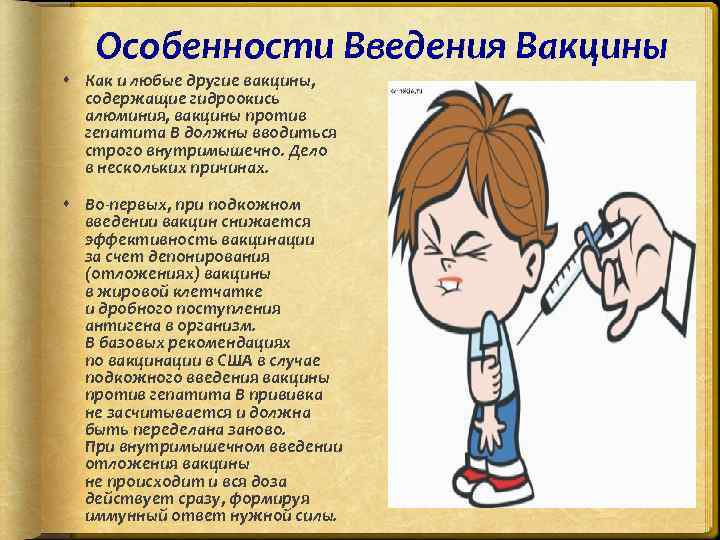 Особенности Введения Вакцины
Как и любые другие вакцины,
содержащие гидроокись
алюминия, вакцины против
гепатита В должны вводиться
строго внутримышечно. Дело
в нескольких причинах.
Во-первых, при подкожном
введении вакцин снижается
эффективность вакцинации
за счет депонирования
(отложениях) вакцины
в жировой клетчатке
и дробного поступления
антигена в организм.
В базовых рекомендациях
по вакцинации в США в случае
подкожного введения вакцины
против гепатита В прививка
не засчитывается и должна
быть переделана заново.
При внутримышечном введении
отложения вакцины
не происходит и вся доза
действует сразу, формируя
иммунный ответ нужной силы.